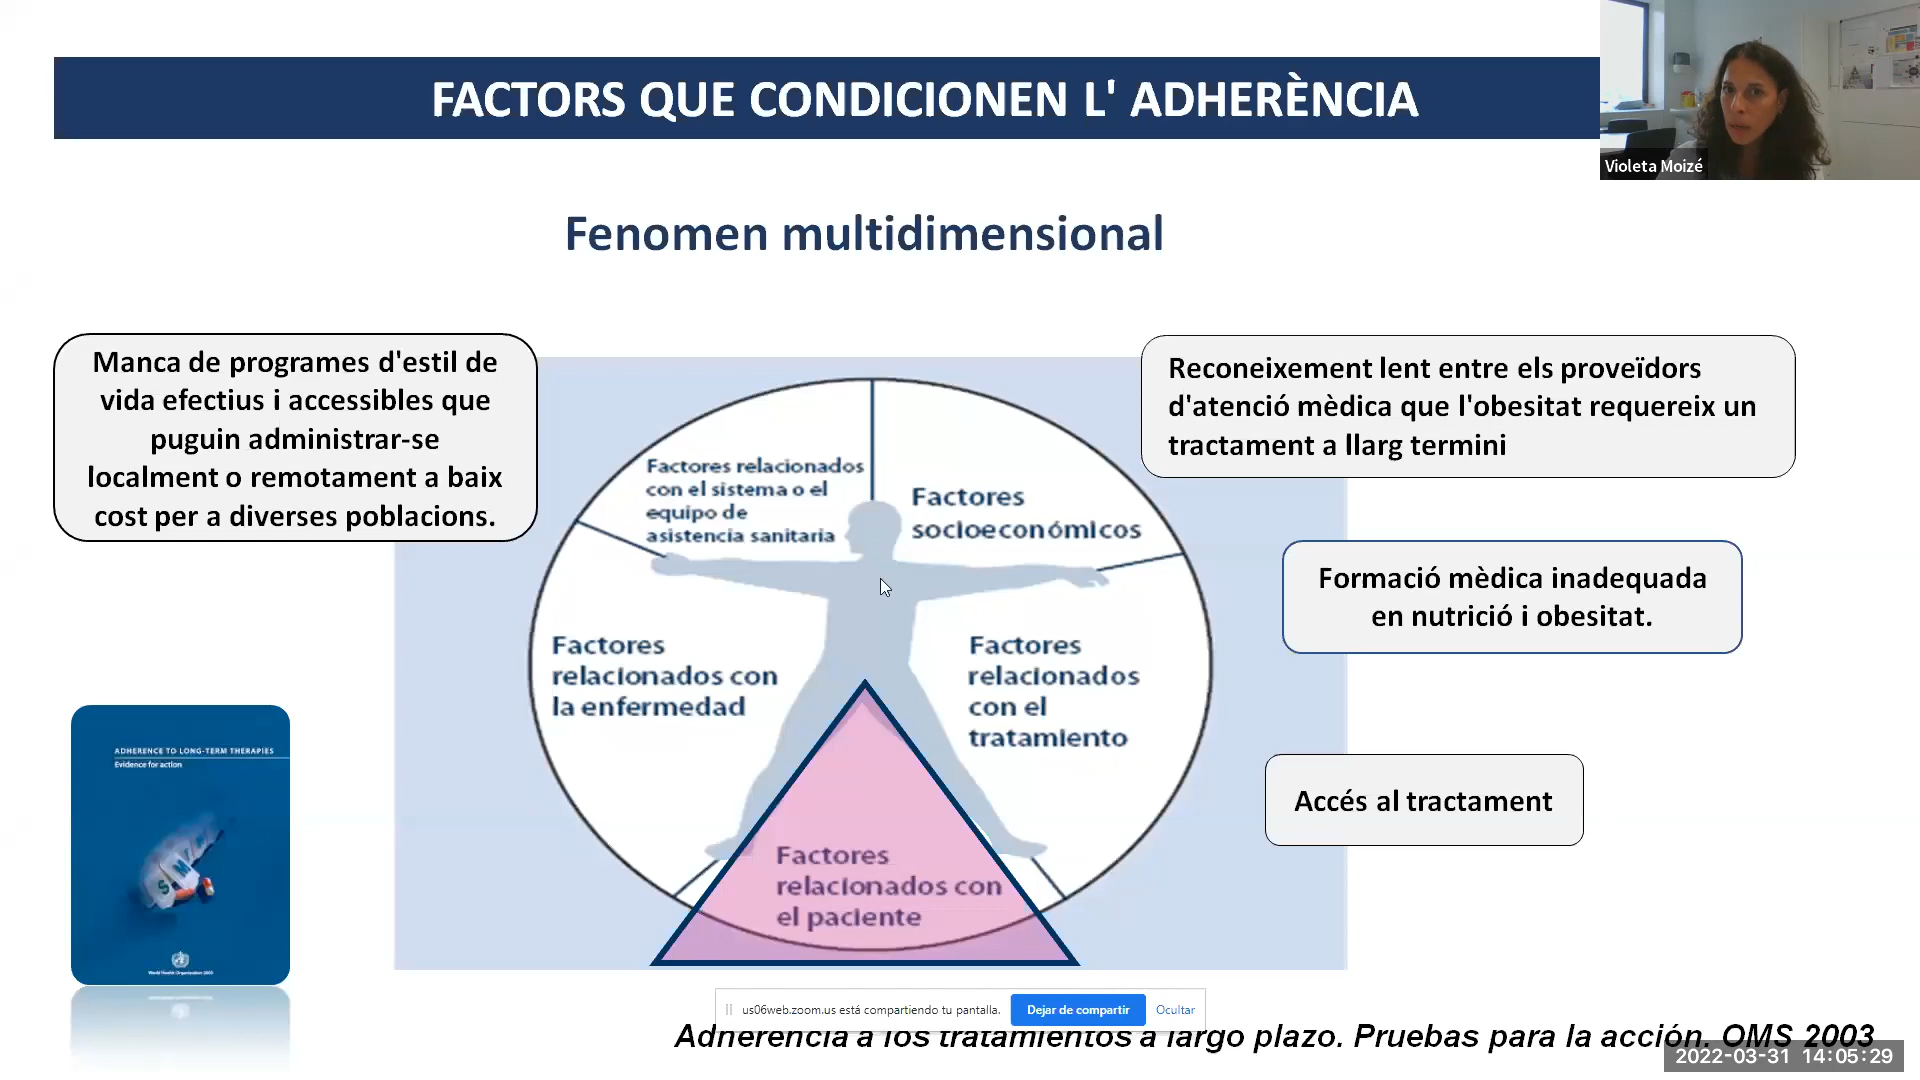 FACTORS QUE CONDICIONEN L' ADHERÈNCIA
Violeta Moizé
Fenomen multidimensional
Manca de programes d'estil de
vida efectius i accessibles que
puguin administrar-se
localment o remotament a baix
cost per a diverses poblacions.
Reconeixement lent entre els proveïdors
d'atenció mèdica que l'obesitat requereix un
tractament a llarg termini
Factores relacionados
con el sistema o el
equipo de
asistencia sanitaria
Factores
socioeconómicos
Formació mèdica inadequada
en nutrició i obesitat.
Factores
relacionados con
la enfermedad
Factores
relacionados
con el
tratamiento
ADHERENCE TO LONG-TERM THERAPIES
Evidence for action
World Health Organization 2003
Accés al tractament
Factores
relacionados con
el paciente
us06web.zoom.us está compartiendo tu pantalla.
Dejar de compartir
Ocultar
Adherencia a los tratamientos a largo plazo. Pruebas para la acción. OMS 2003
2022-03-31 14:05:29